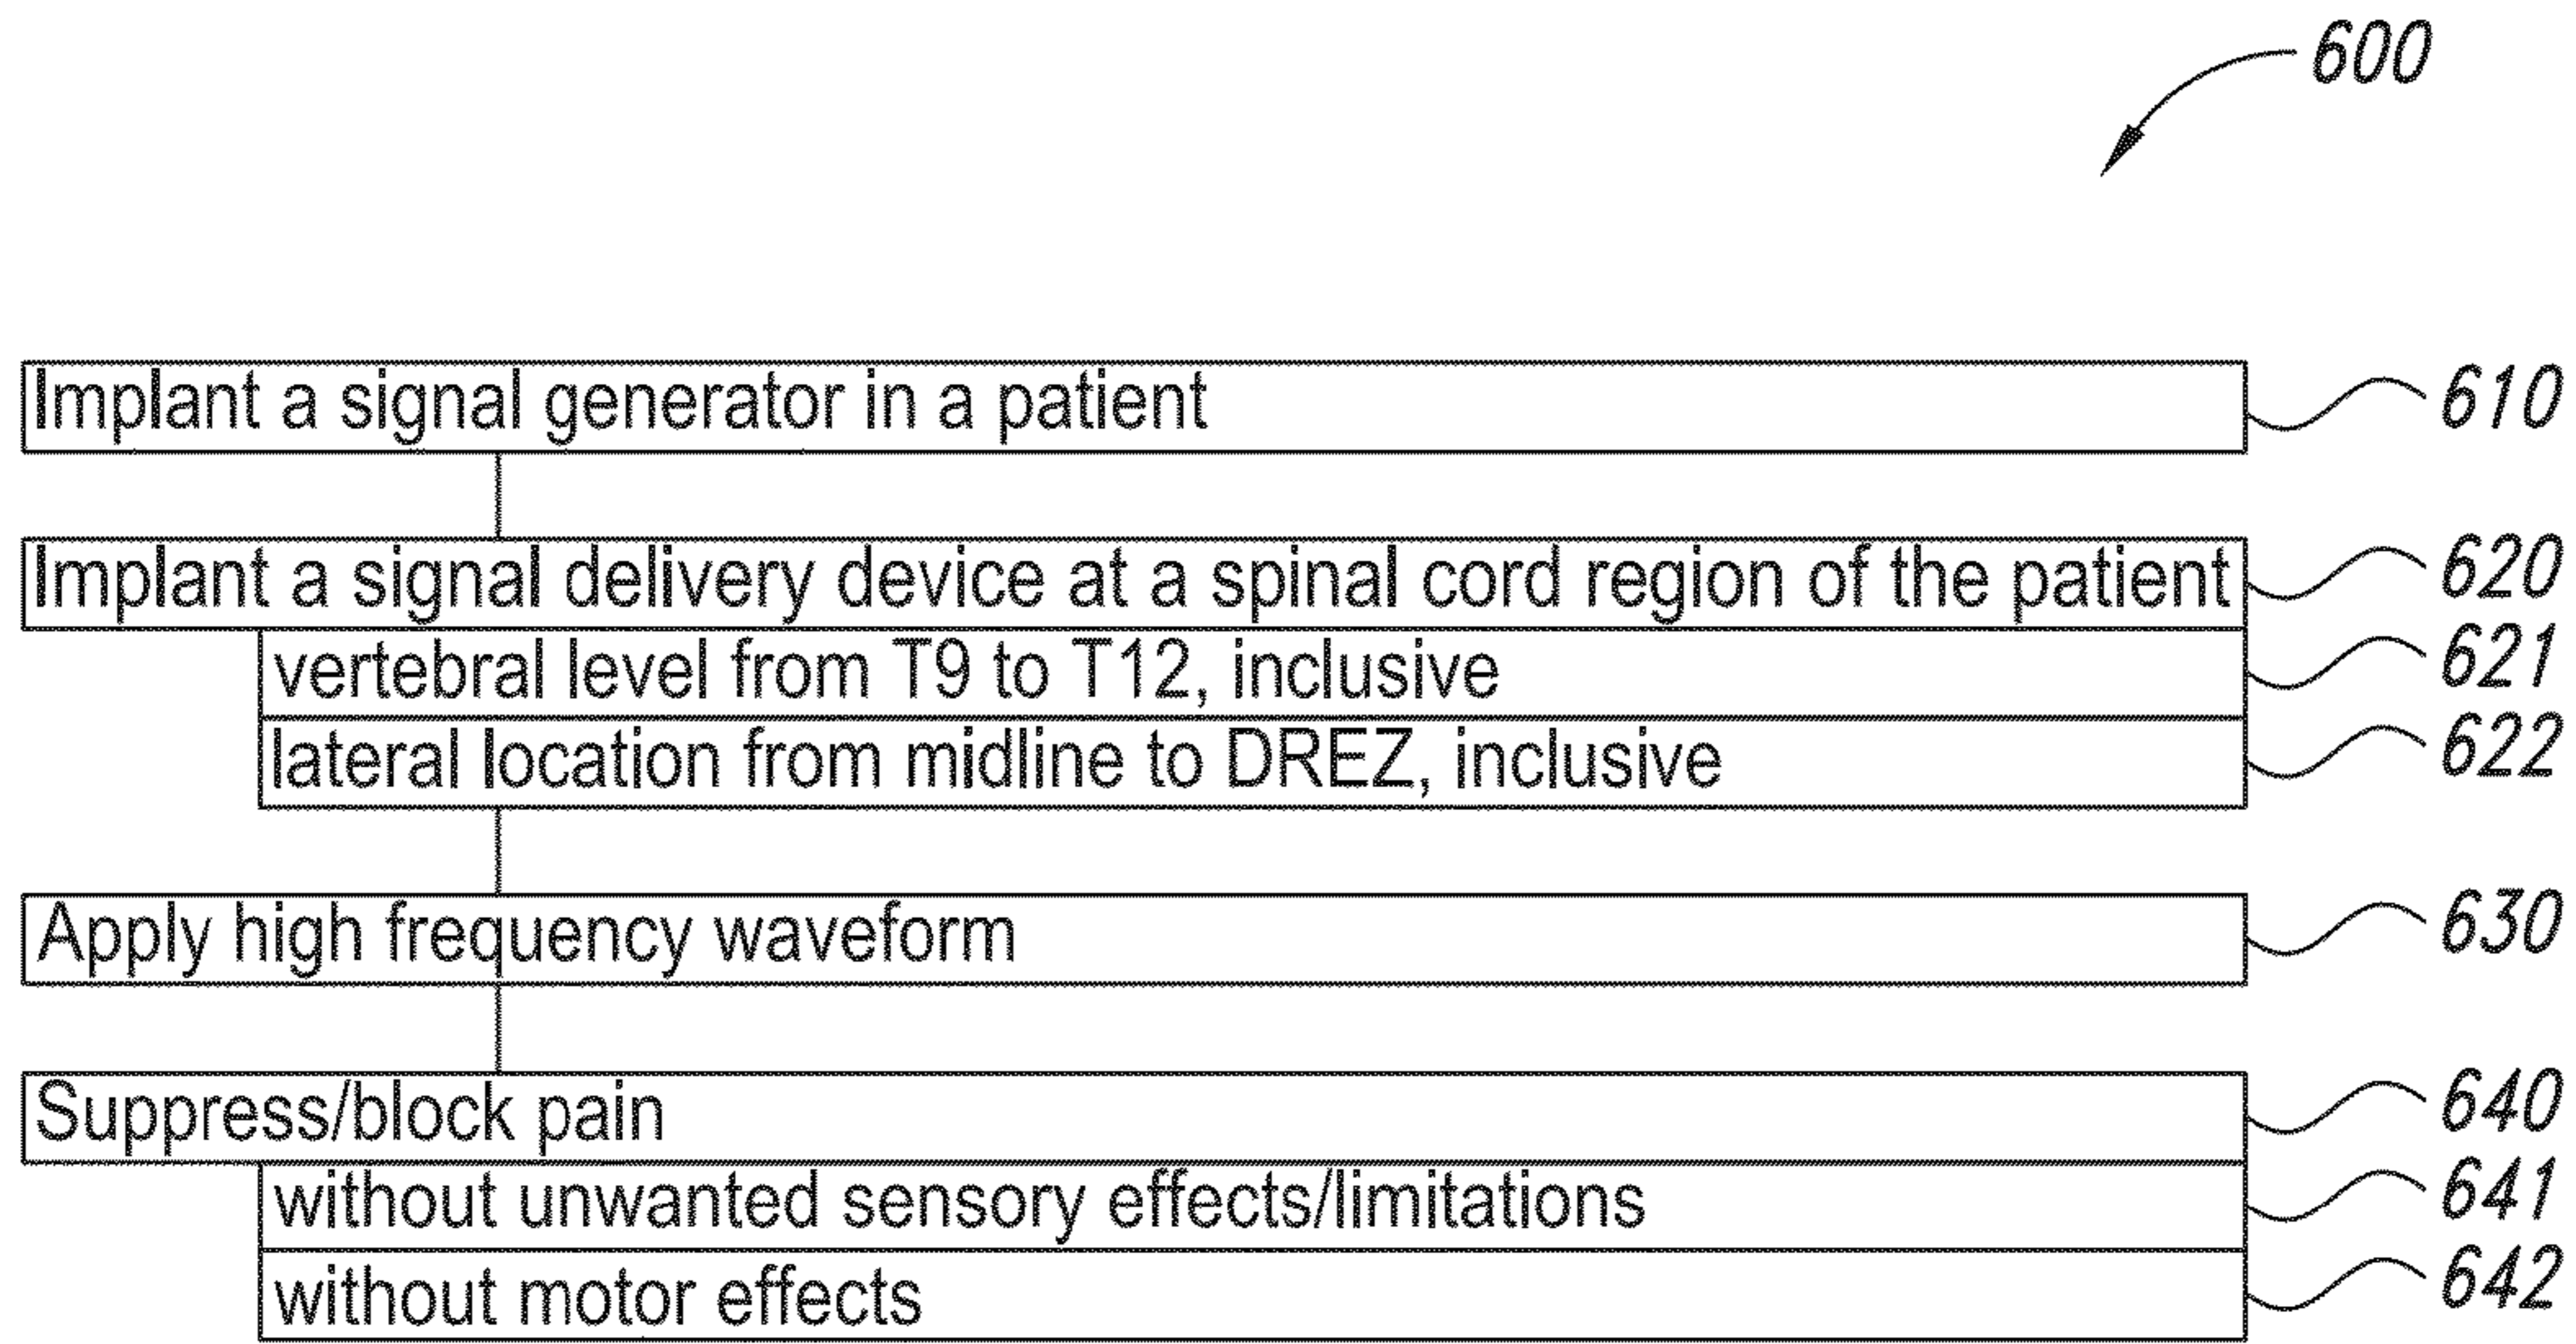 600
Implant a signal generator in a patient 610
Implant a signal delivery device at a spinal cord region of the patient 620
vertebral level from T9 to T12, inclusive 621
lateral location from midline to DREZ, inclusive 622
Apply high frequency waveform 630
Suppress/block pain 640
without unwanted sensory effects/limitations 641
without motor effects 642